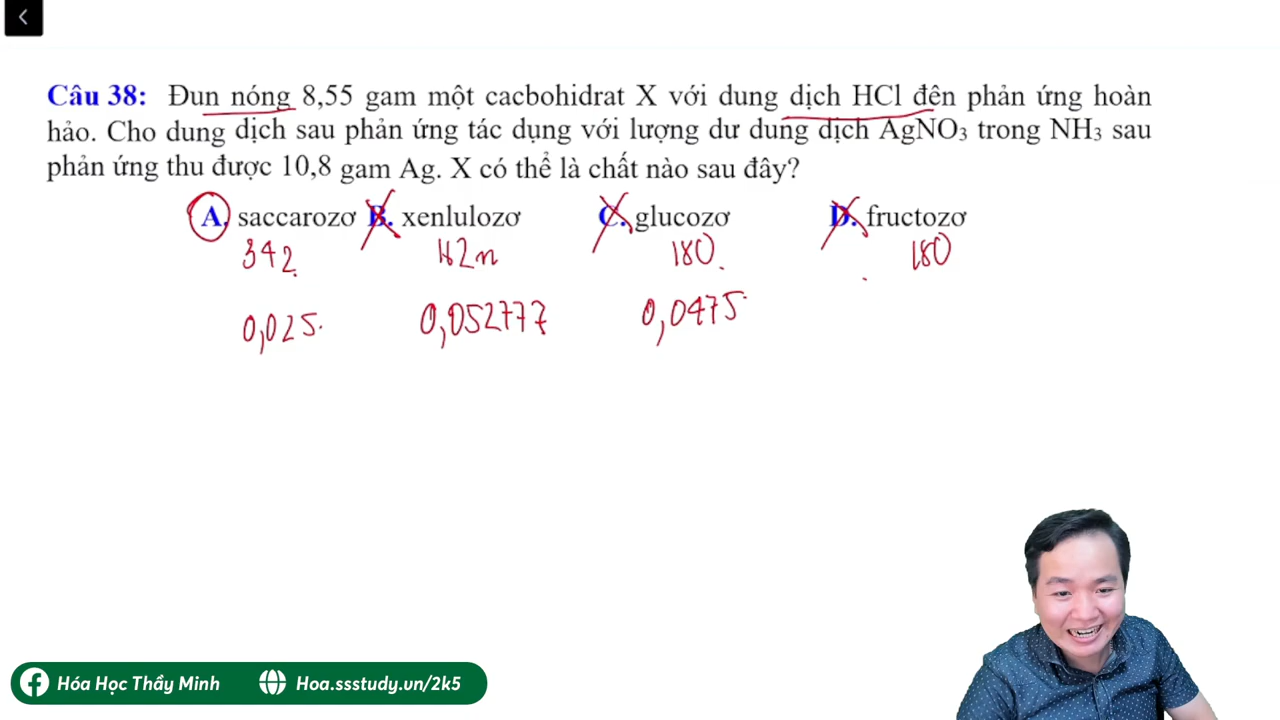 Câu 38: Đun nóng 8,55 gam một cacbohidrat X với dung dịch HCl đên phản ứng hoàn
hảo. Cho dung dịch sau phản ứng tác dụng với lượng dư dung dịch AgNO₃ trong NH₃ sau
phản ứng thu được 10,8 gam Ag. X có thể là chất nào sau đây?
A. saccarozơ B. xenlulozơ C. glucozơ D. fructozơ
342 162n 180 180
0,025 0,052777 0,0475
Hóa Học Thầy Minh Hoa.ssstudy.vn/2k5